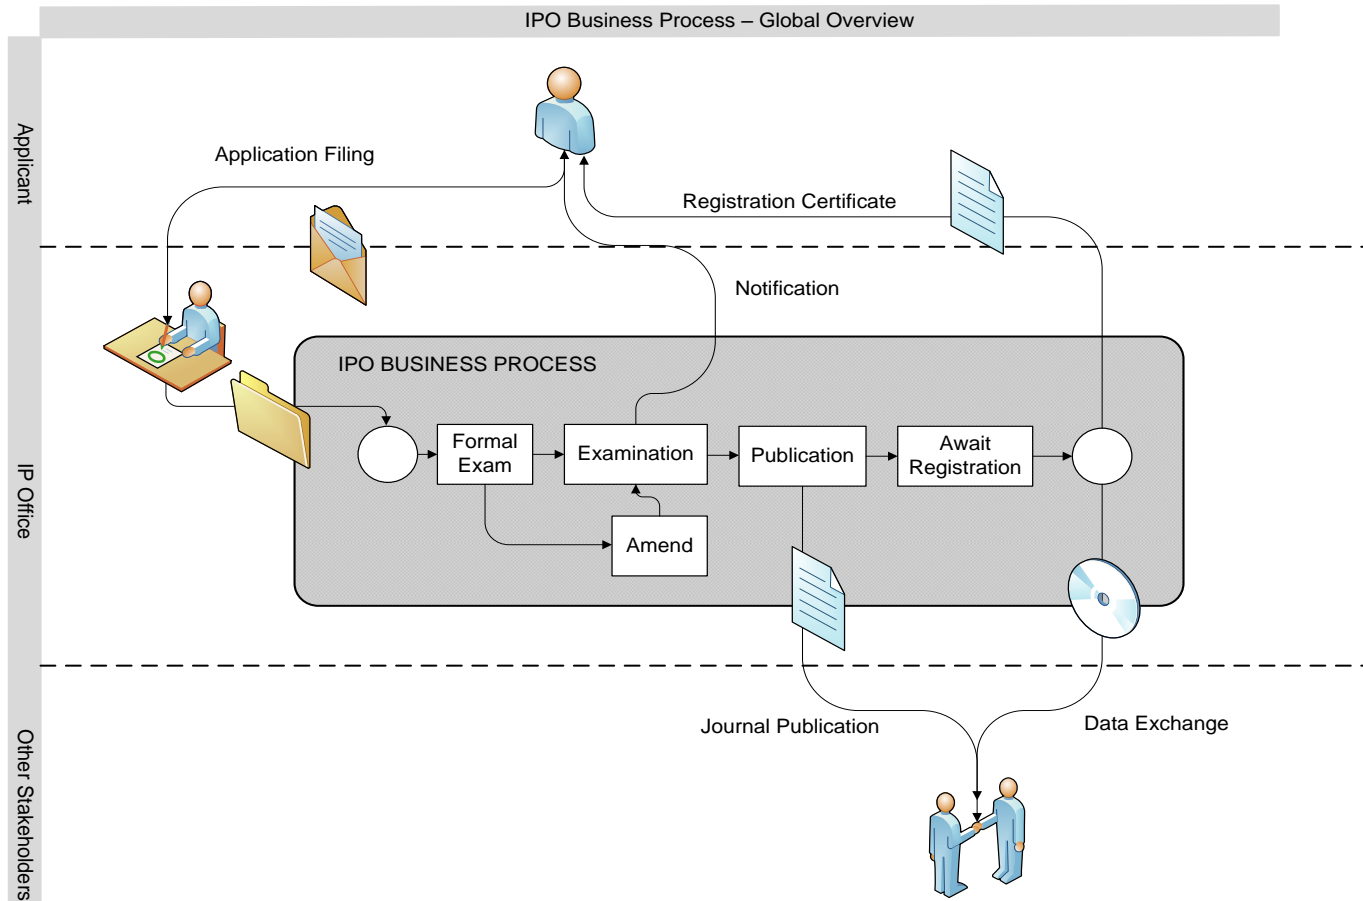 IPO Business Process – Global Overview
Applicant
Application Filing
Registration Certificate
Notification
IP Office
IPO BUSINESS PROCESS
Formal
Exam
Examination
Publication
Await
Registration
Amend
Other Stakeholders
Journal Publication
Data Exchange